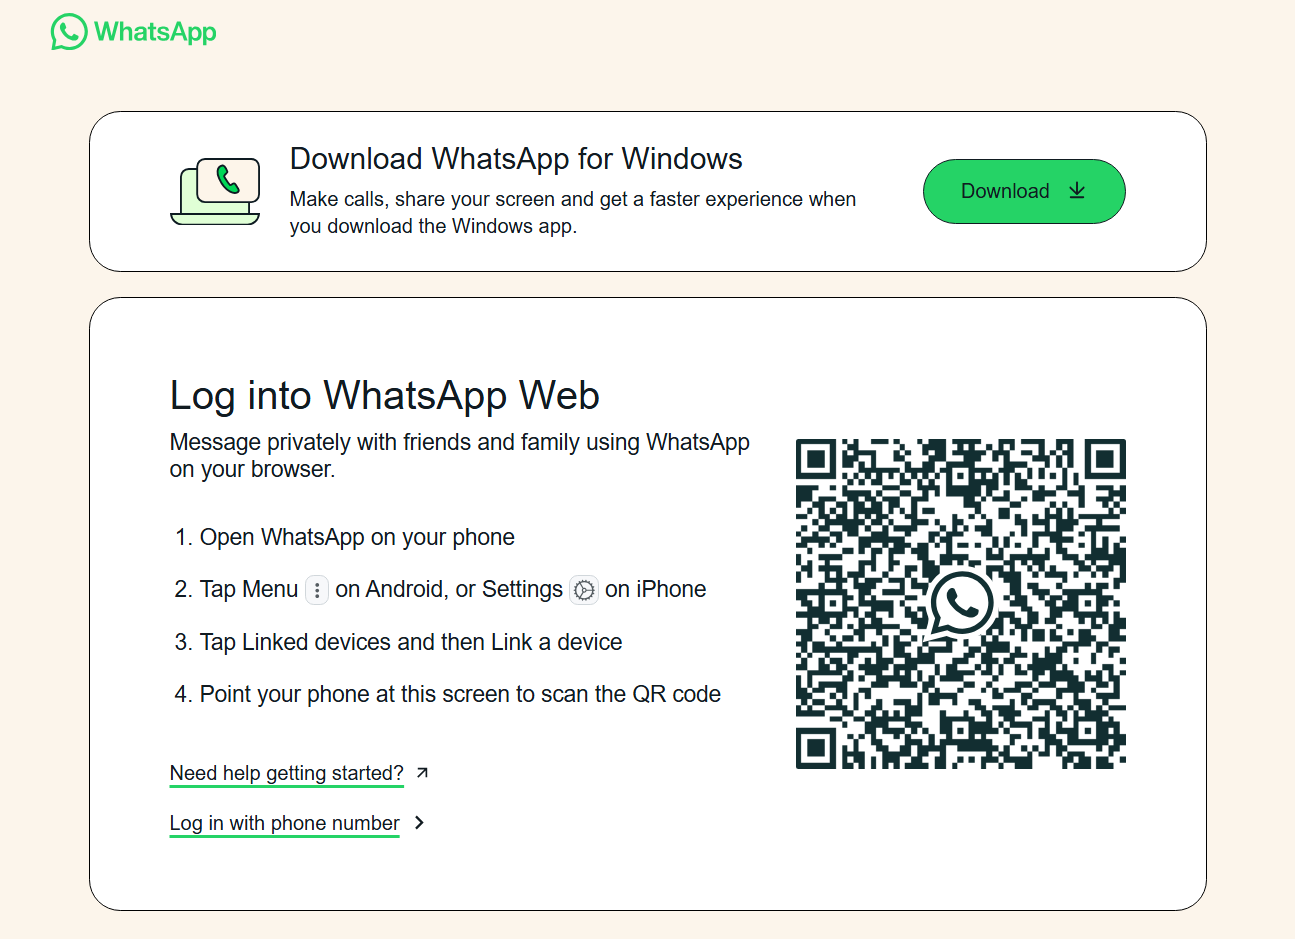 WhatsApp
Download WhatsApp for Windows
Make calls, share your screen and get a faster experience when
you download the Windows app.
Download
Log into WhatsApp Web
Message privately with friends and family using WhatsApp
on your browser.
1. Open WhatsApp on your phone
2. Tap Menu on Android, or Settings on iPhone
3. Tap Linked devices and then Link a device
4. Point your phone at this screen to scan the QR code
Need help getting started?
Log in with phone number